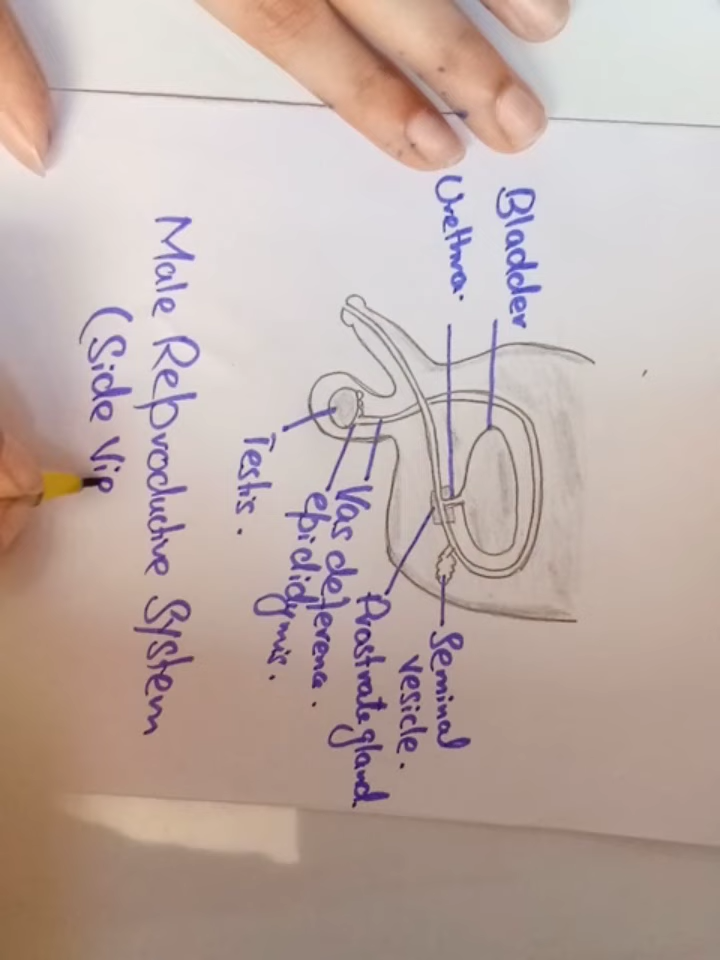 Bladder
Urethra.
Seminal
vesicle.
Prostrate gland
Vas deferena.
epididymis.
Testis.
Male Reproductive System
(Side Vie